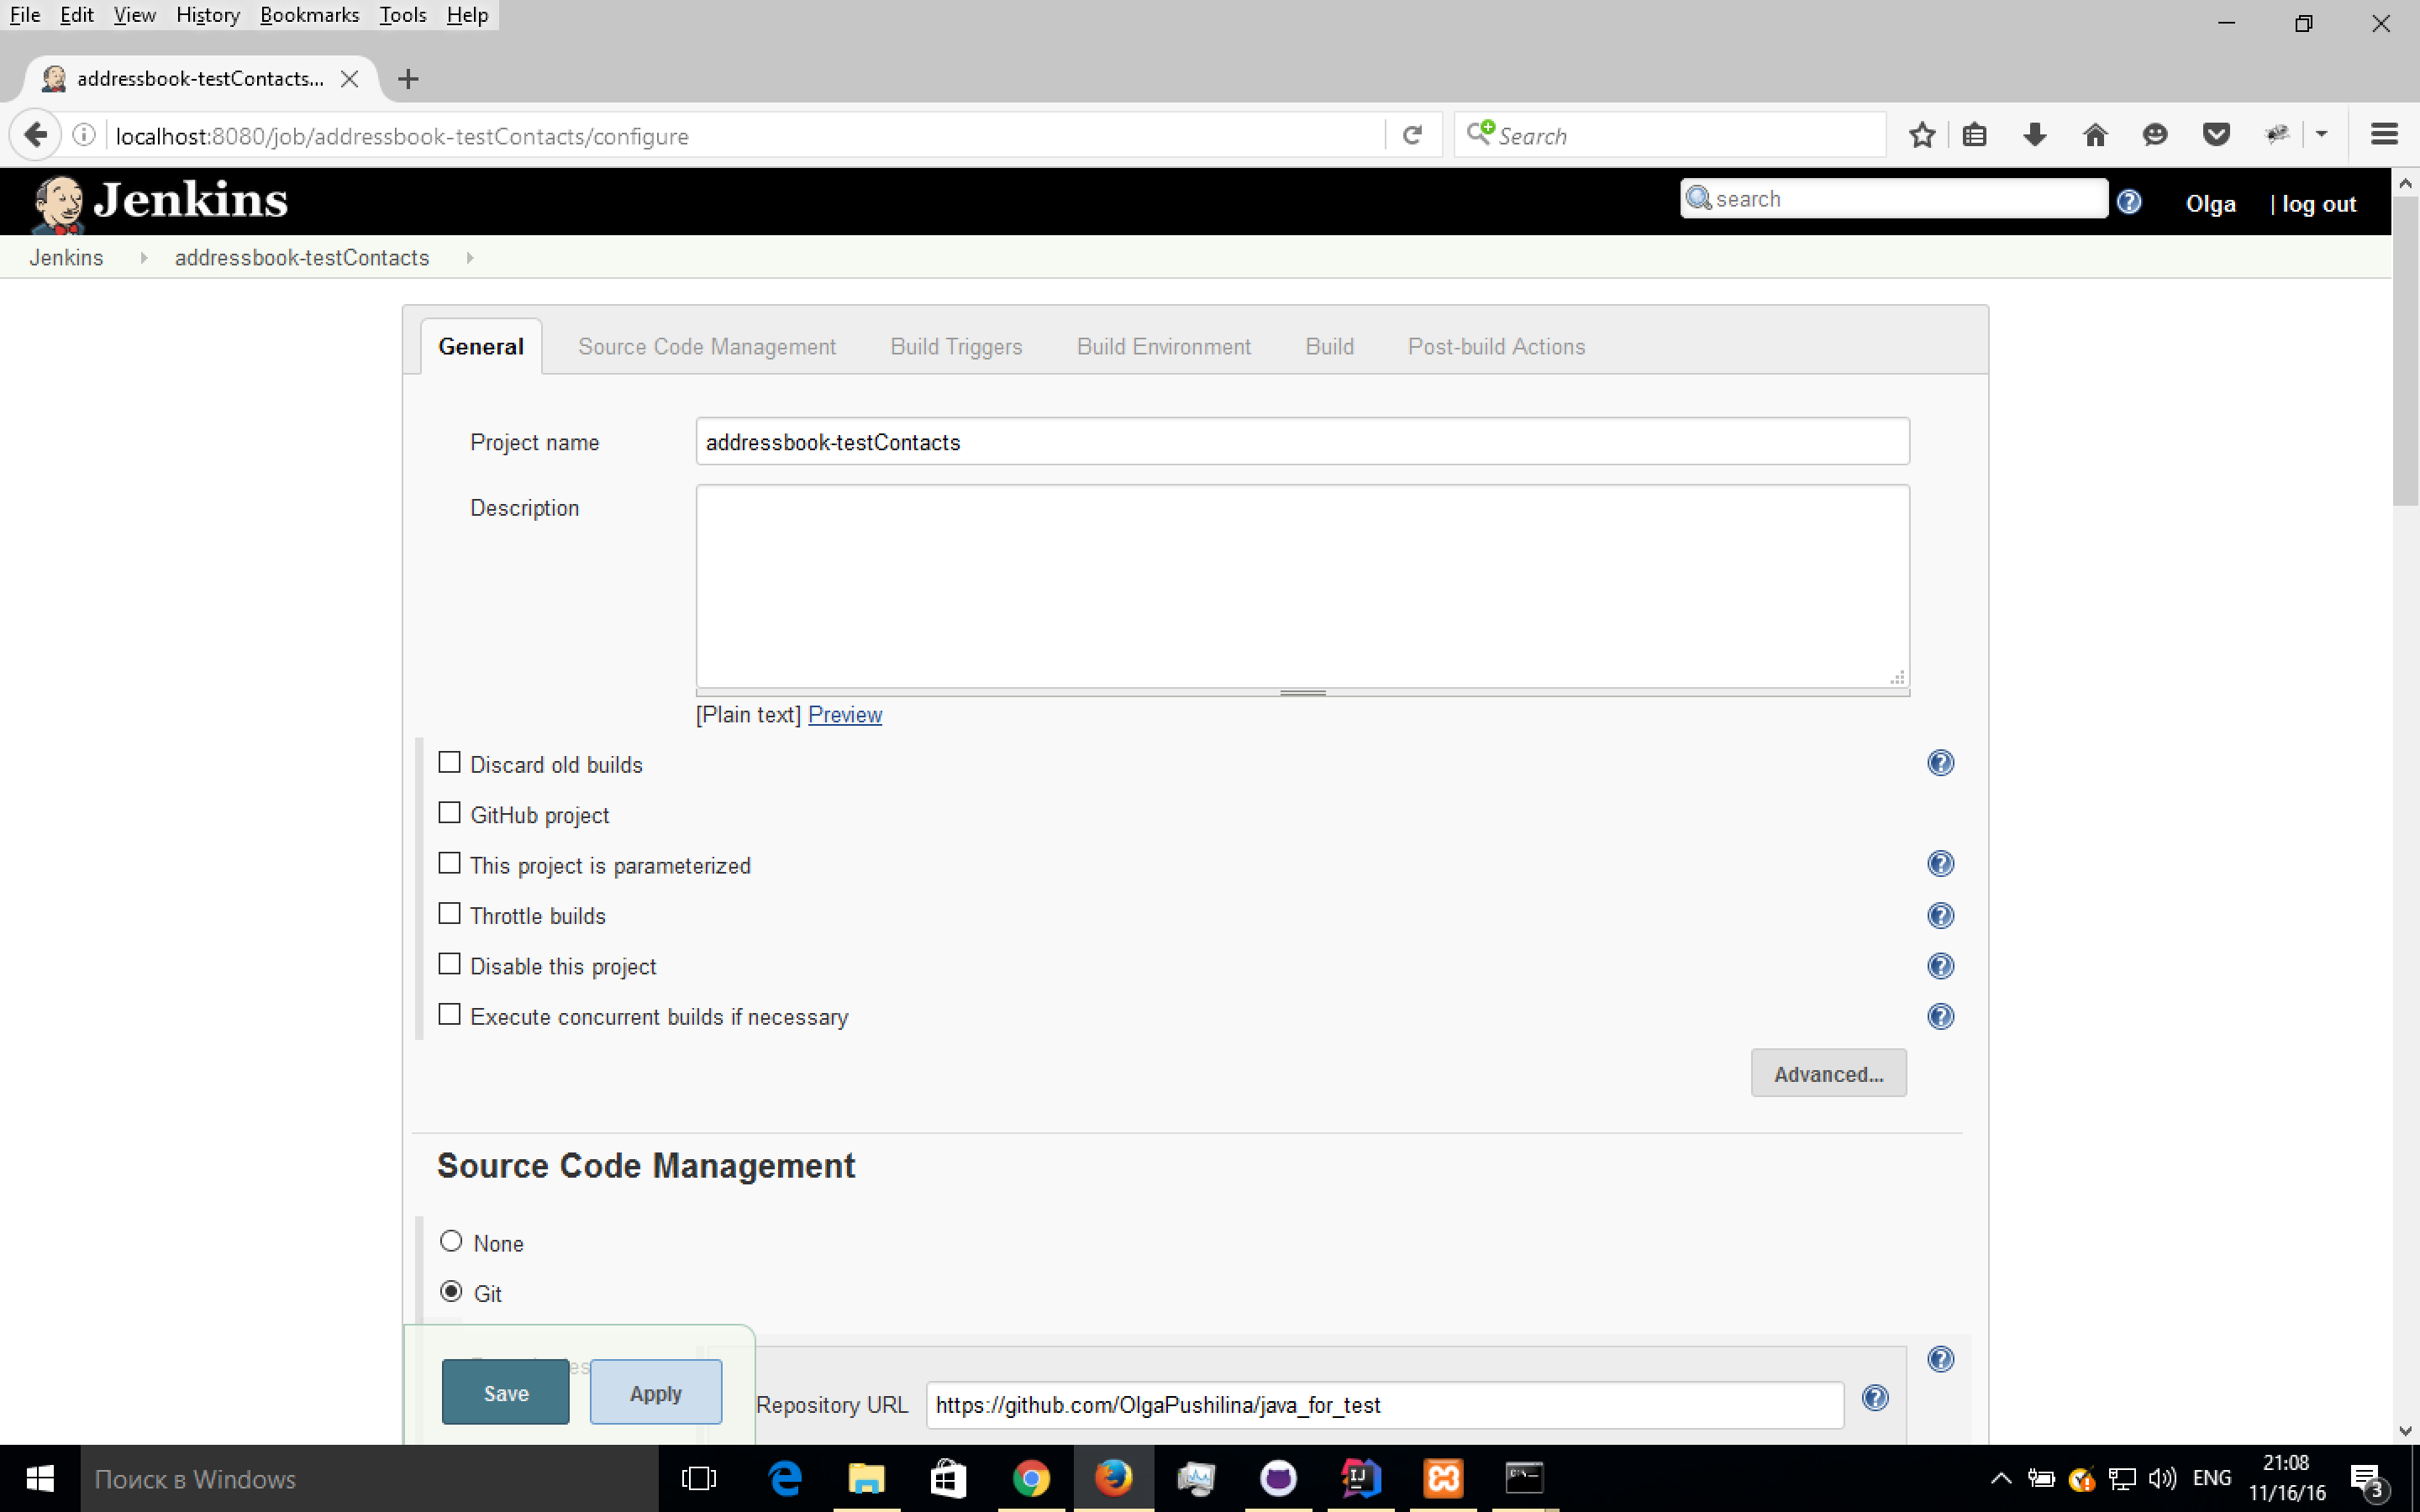 File Edit View History Bookmarks Tools Help
addressbook-testContacts...
localhost:8080/job/addressbook-testContacts/configure
Search
Jenkins
search
Olga
| log out
Jenkins
addressbook-testContacts
General
Source Code Management
Build Triggers
Build Environment
Build
Post-build Actions
Project name
addressbook-testContacts
Description
[Plain text] Preview
Discard old builds
GitHub project
This project is parameterized
Throttle builds
Disable this project
Execute concurrent builds if necessary
Advanced...
Source Code Management
None
Git
Save
Apply
Repository URL
https://github.com/OlgaPushilina/java_for_test
Поиск в Windows
ENG
21:08
11/16/16
3